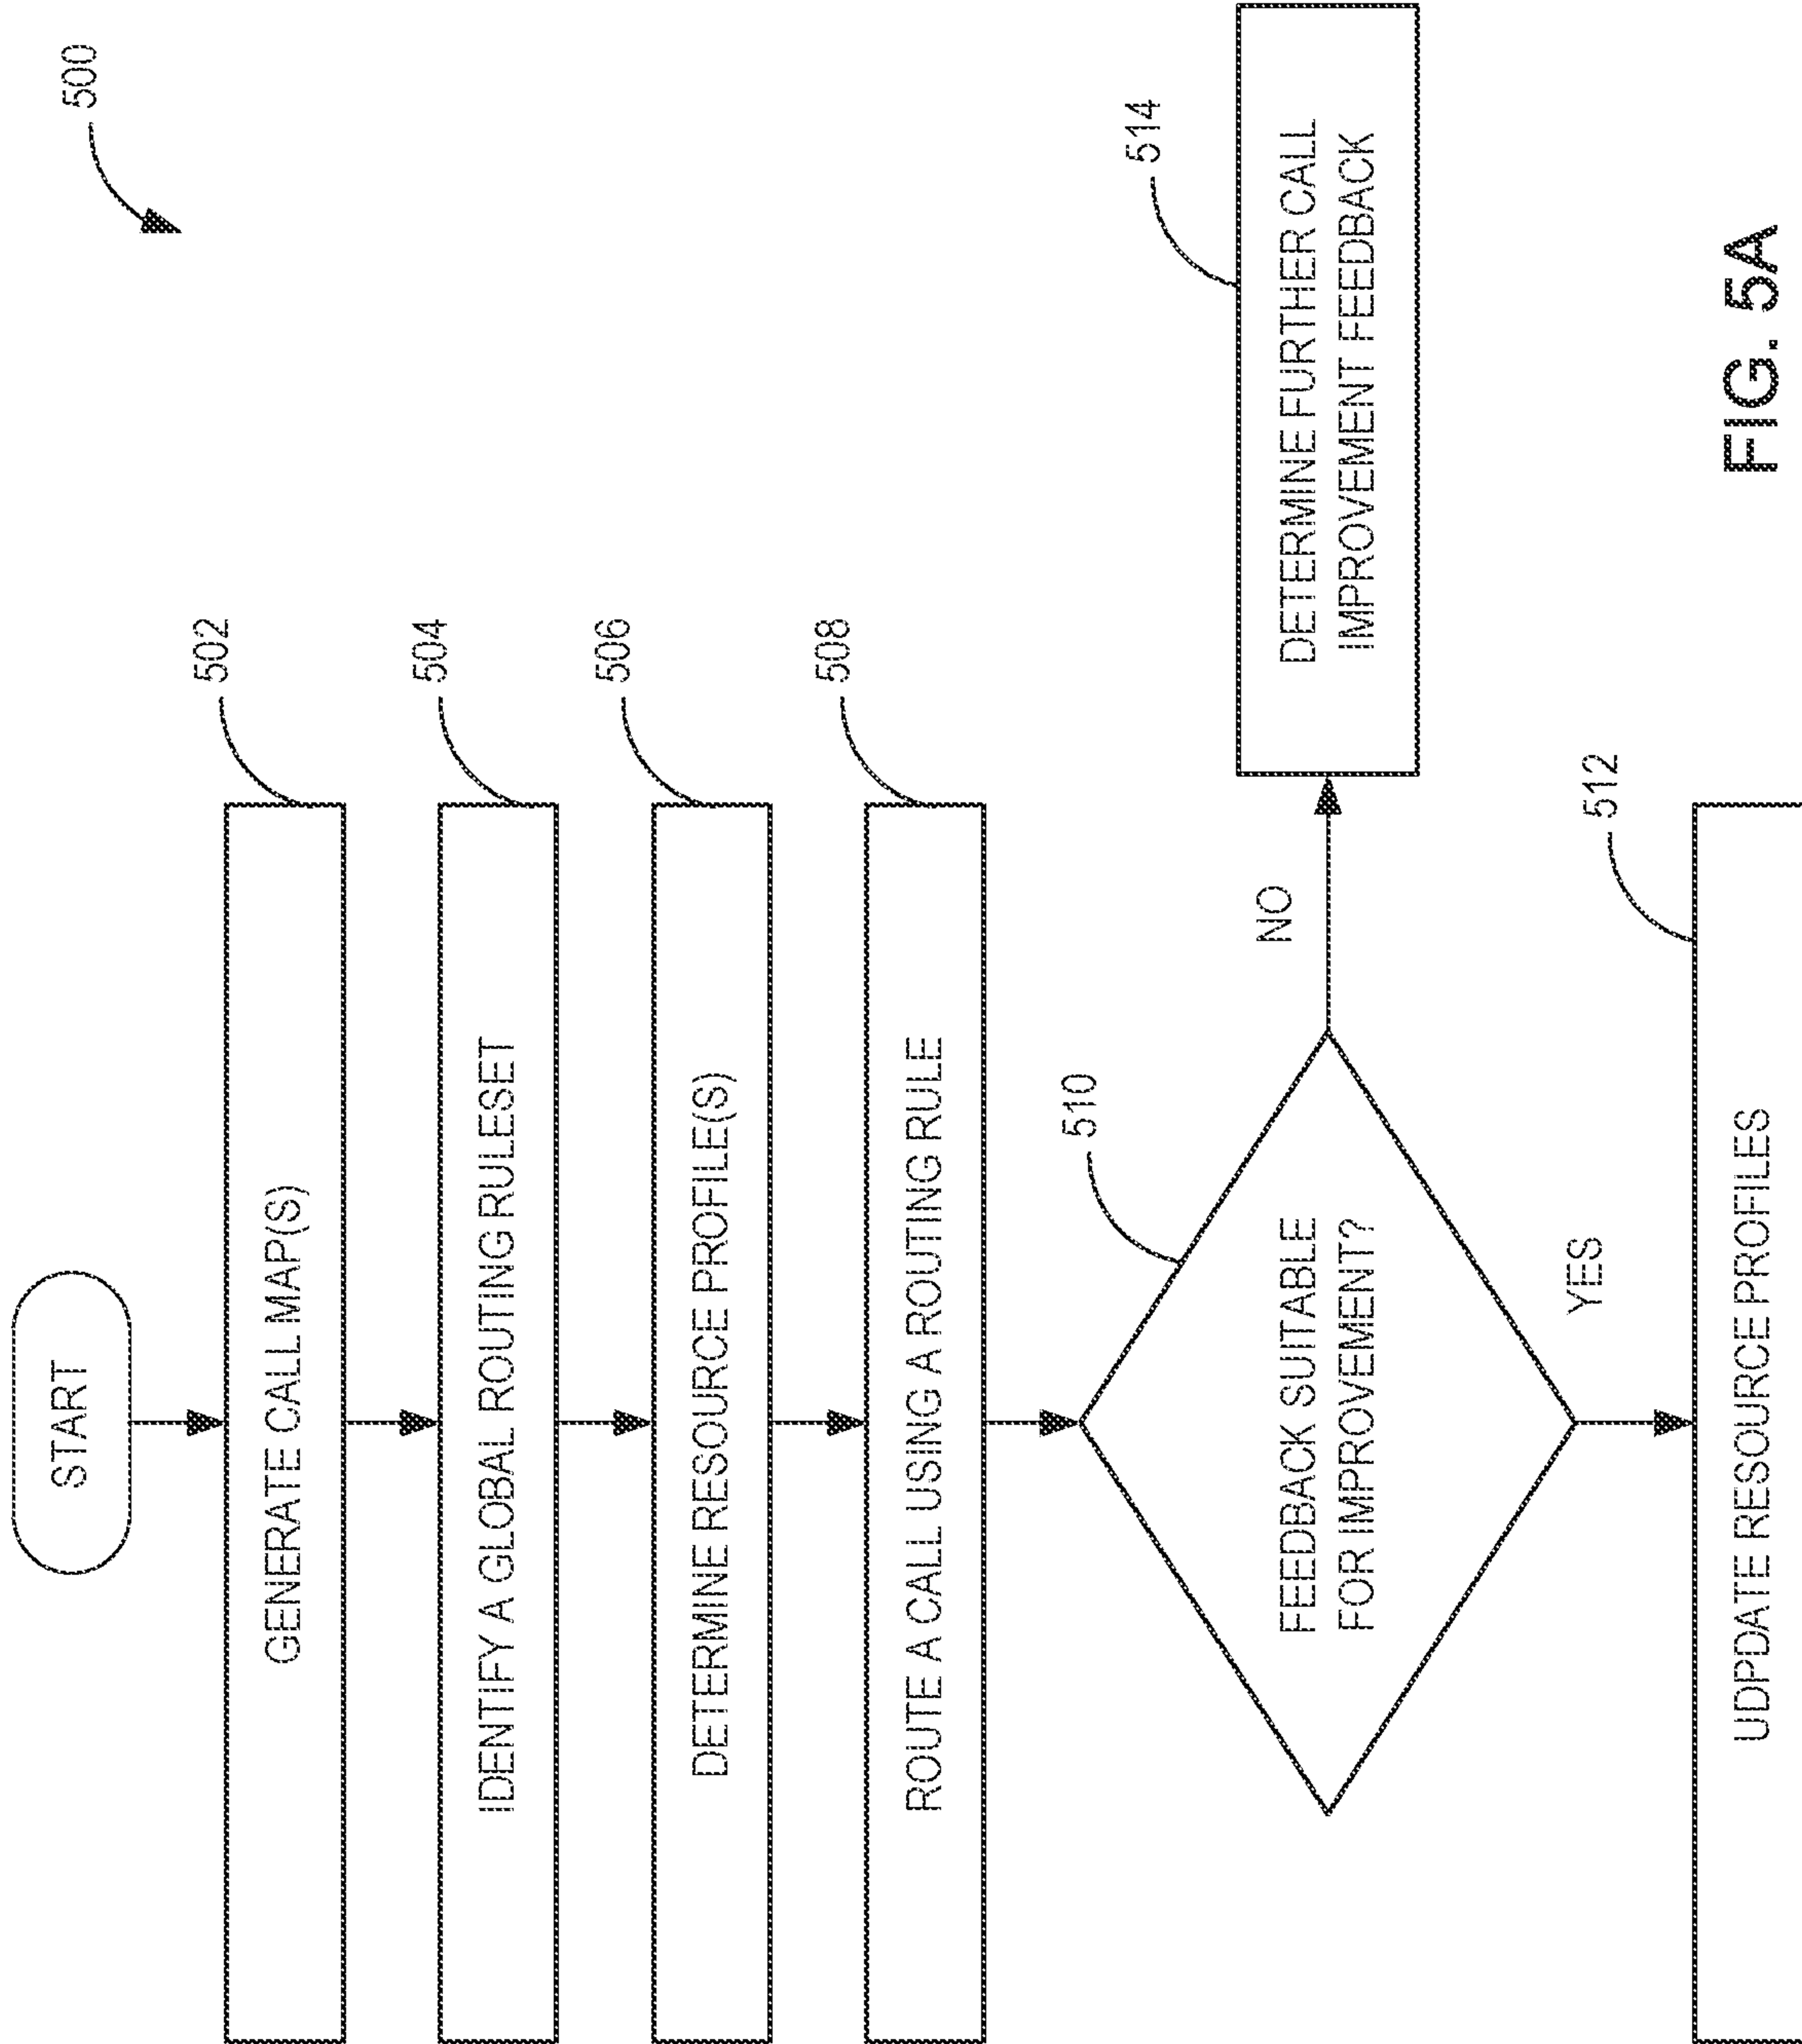 500
START
502
GENERATE CALL MAP(S)
504
IDENTIFY A GLOBAL ROUTING RULESET
506
DETERMINE RESOURCE PROFILE(S)
508
ROUTE A CALL USING A ROUTING RULE
510
FEEDBACK SUITABLE
FOR IMPROVEMENT?
NO
514
DETERMINE FURTHER CALL
IMPROVEMENT FEEDBACK
YES
512
UDPDATE RESOURCE PROFILES
FIG. 5A